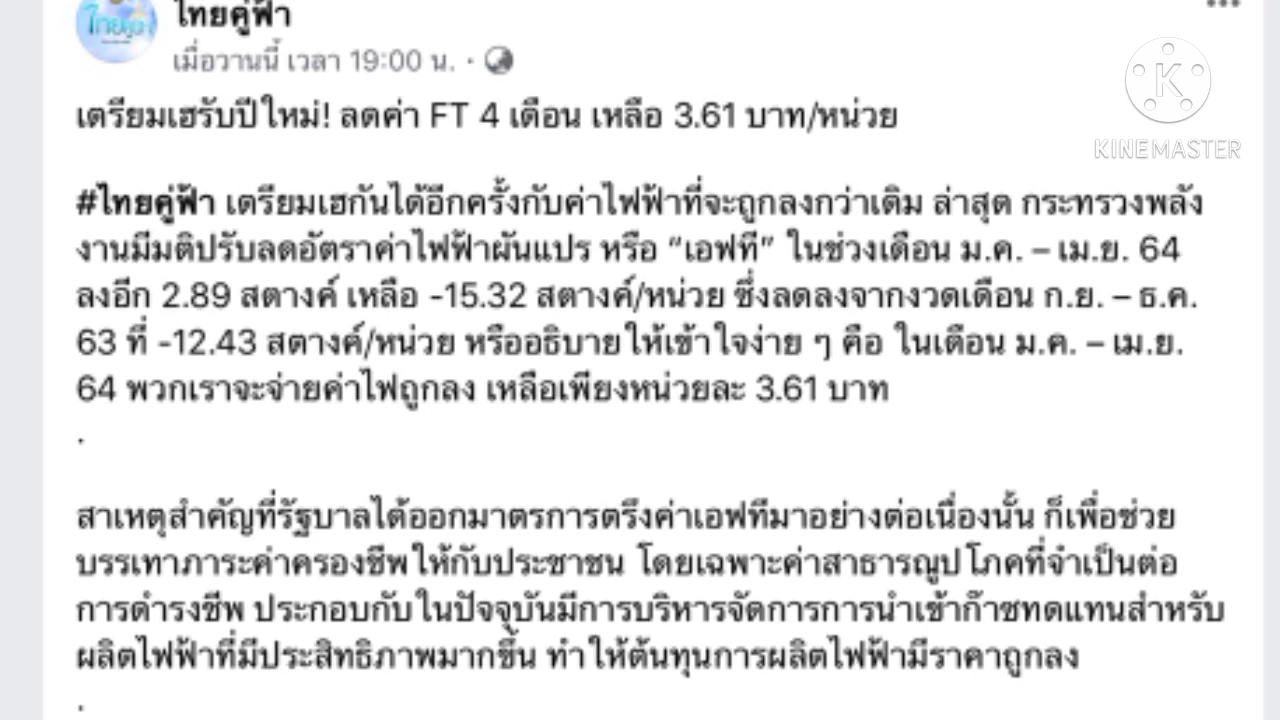 ไทยคู่ฟ้า
เมื่อวานนี้ เวลา 19:00 น. ·
KINEMASTER
เตรียมเฮรับปีใหม่! ลดค่า FT 4 เดือน เหลือ 3.61 บาท/หน่วย
#ไทยคู่ฟ้า เตรียมเฮกันได้อีกครั้งกับค่าไฟฟ้าที่จะถูกลงกว่าเดิม ล่าสุด กระทรวงพลัง
งานมีมติปรับลดอัตราค่าไฟฟ้าผันแปร หรือ “เอฟที” ในช่วงเดือน ม.ค. – เม.ย. 64
ลงอีก 2.89 สตางค์ เหลือ -15.32 สตางค์/หน่วย ซึ่งลดลงจากงวดเดือน ก.ย. – ธ.ค.
63 ที่ -12.43 สตางค์/หน่วย หรืออธิบายให้เข้าใจง่าย ๆ คือ ในเดือน ม.ค. – เม.ย.
64 พวกเราจะจ่ายค่าไฟถูกลง เหลือเพียงหน่วยละ 3.61 บาท
.
สาเหตุสำคัญที่รัฐบาลได้ออกมาตรการตรึงค่าเอฟทีมาอย่างต่อเนื่องนั้น ก็เพื่อช่วย
บรรเทาภาระค่าครองชีพให้กับประชาชน โดยเฉพาะค่าสาธารณูปโภคที่จำเป็นต่อ
การดำรงชีพ ประกอบกับในปัจจุบันมีการบริหารจัดการการนำเข้าก๊าซทดแทนสำหรับ
ผลิตไฟฟ้าที่มีประสิทธิภาพมากขึ้น ทำให้ต้นทุนการผลิตไฟฟ้ามีราคาถูกลง
.